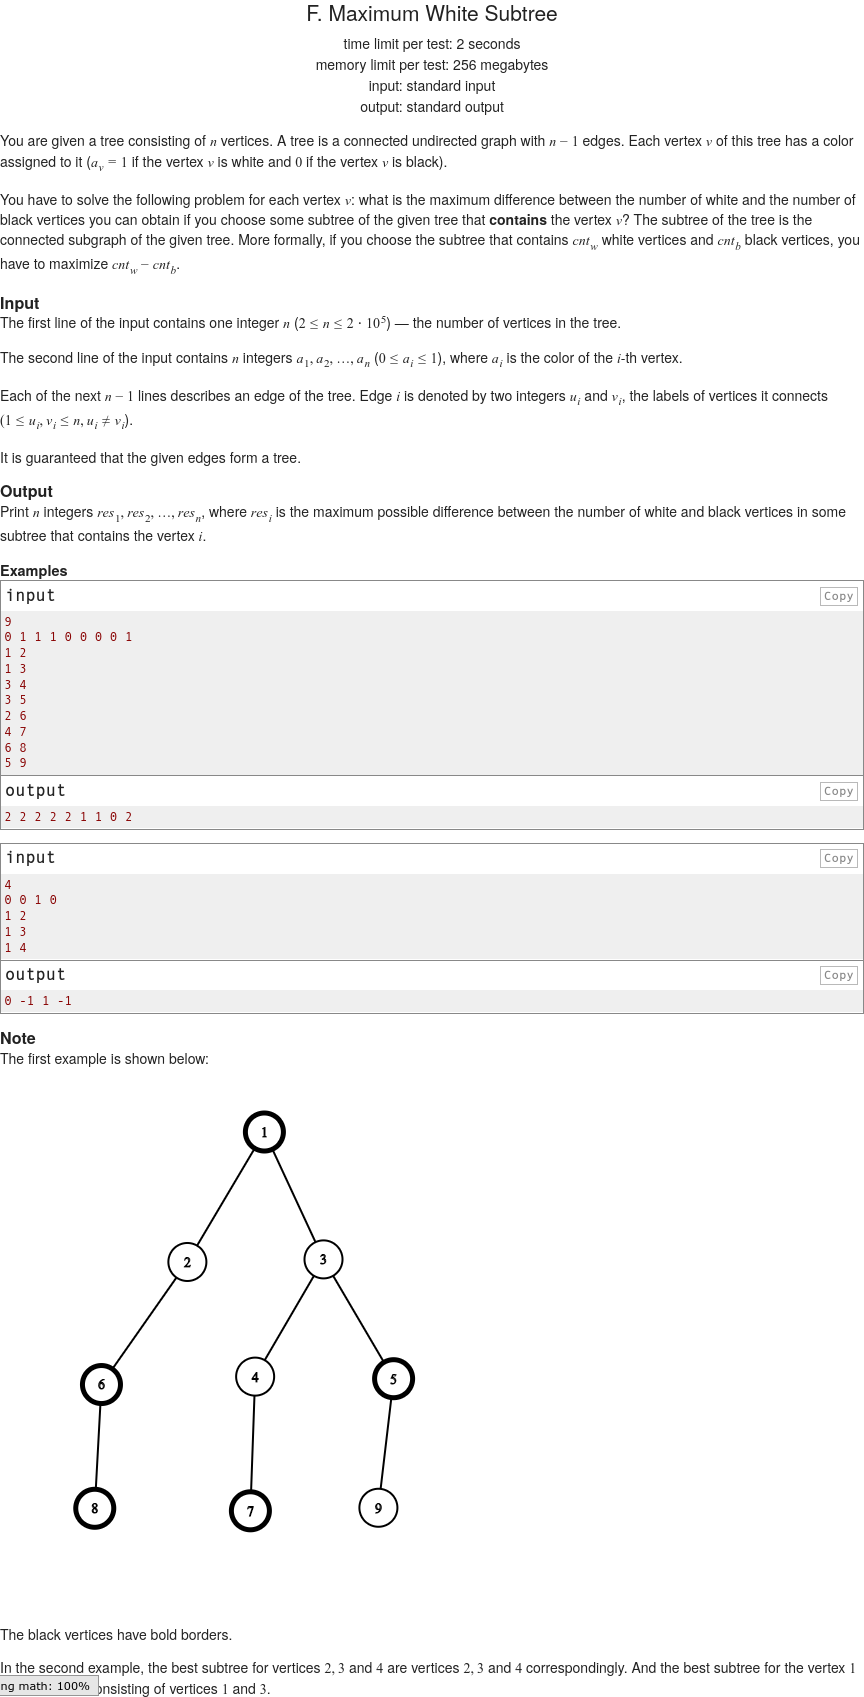 F. Maximum White Subtree
time limit per test: 2 seconds
memory limit per test: 256 megabytes
input: standard input
output: standard output
You are given a tree consisting of n vertices. A tree is a connected undirected graph with n − 1 edges. Each vertex v of this tree has a color
assigned to it (a_v = 1 if the vertex v is white and 0 if the vertex v is black).
You have to solve the following problem for each vertex v: what is the maximum difference between the number of white and the number of
black vertices you can obtain if you choose some subtree of the given tree that contains the vertex v? The subtree of the tree is the
connected subgraph of the given tree. More formally, if you choose the subtree that contains cnt_w white vertices and cnt_b black vertices, you
have to maximize cnt_w − cnt_b.
Input
The first line of the input contains one integer n (2 ≤ n ≤ 2 · 10^5) — the number of vertices in the tree.
The second line of the input contains n integers a_1, a_2, …, a_n (0 ≤ a_i ≤ 1), where a_i is the color of the i-th vertex.
Each of the next n − 1 lines describes an edge of the tree. Edge i is denoted by two integers u_i and v_i, the labels of vertices it connects
(1 ≤ u_i, v_i ≤ n, u_i ≠ v_i).
It is guaranteed that the given edges form a tree.
Output
Print n integers res_1, res_2, …, res_n, where res_i is the maximum possible difference between the number of white and black vertices in some
subtree that contains the vertex i.
Examples
input Copy
9
0 1 1 1 0 0 0 0 1
1 2
1 3
3 4
3 5
2 6
4 7
6 8
5 9
output Copy
2 2 2 2 2 1 1 0 2
input Copy
4
0 0 1 0
1 2
1 3
1 4
output Copy
0 -1 1 -1
Note
The first example is shown below:
1
2 3
6 4 5
8 7 9
The black vertices have bold borders.
In the second example, the best subtree for vertices 2, 3 and 4 are vertices 2, 3 and 4 correspondingly. And the best subtree for the vertex 1
ng math: 100% onsisting of vertices 1 and 3.